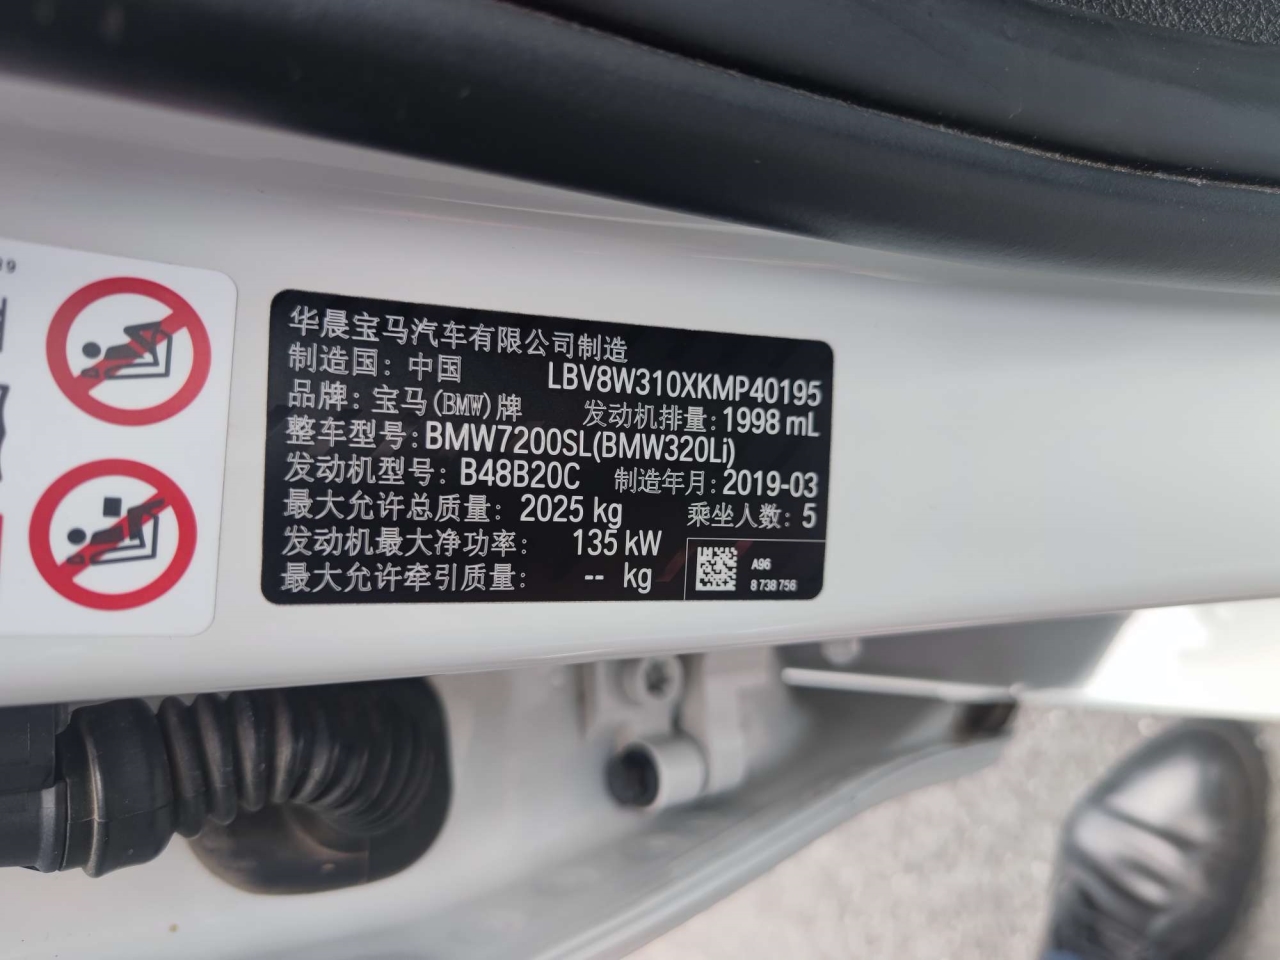 华晨宝马汽车有限公司制造
制造国：中国
LBV8W310XKMP40195
品牌：宝马(BMW)牌
发动机排量：1998 mL
整车型号：BMW7200SL(BMW320Li)
发动机型号：B48B20C
制造年月：2019-03
最大允许总质量：2025 kg
乘坐人数：5
发动机最大净功率：135 kW
最大允许牵引质量：-- kg
A96
8 738 756